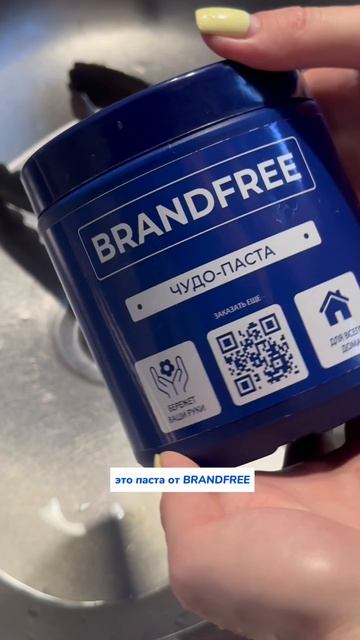 BRANDFREE
ЧУДО-ПАСТА
ЗАКАЗАТЬ ЕЩЕ
БЕРЕЖЕТ
ВАШИ РУКИ
ДЛЯ ВСЕГО
ДОМА
это паста от BRANDFREE